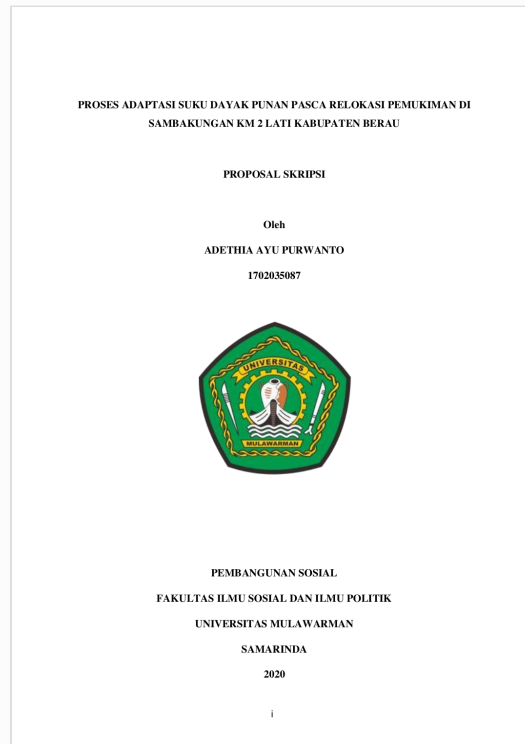 PROSES ADAPTASI SUKU DAYAK PUNAN PASCA RELOKASI PEMUKIMAN DI
SAMBAKUNGAN KM 2 LATI KABUPATEN BERAU
PROPOSAL SKRIPSI
Oleh
ADETHIA AYU PURWANTO
1702035087
UNIVERSITAS
MULAWARMAN
PEMBANGUNAN SOSIAL
FAKULTAS ILMU SOSIAL DAN ILMU POLITIK
UNIVERSITAS MULAWARMAN
SAMARINDA
2020
i